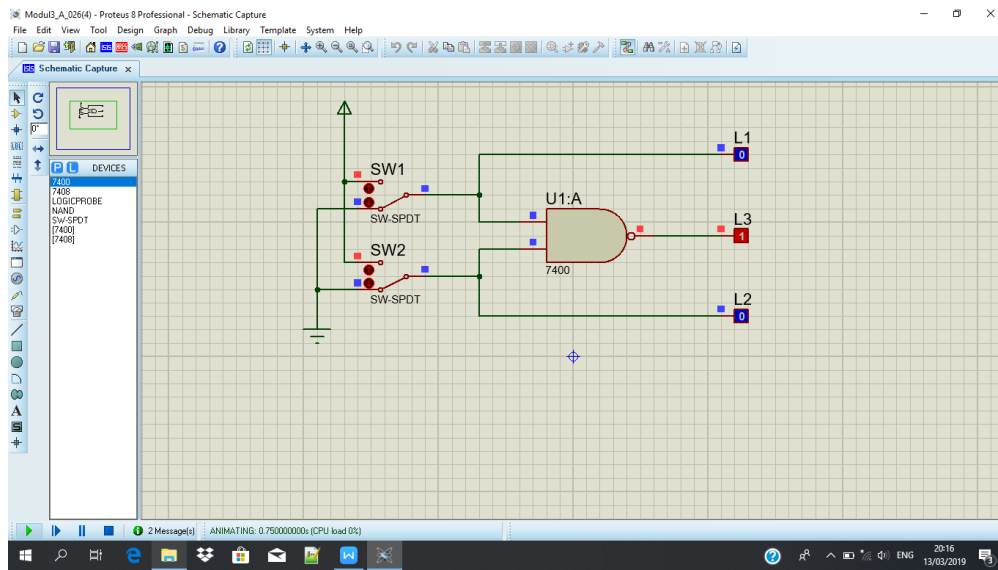 Modul3_A_026(4) - Proteus 8 Professional - Schematic Capture
File Edit View Tool Design Graph Debug Library Template System Help
Schematic Capture x
0°
P L DEVICES
7400
7408
LOGICPROBE
NAND
SW-SPDT
[7400]
[7408]
SW1
SW-SPDT
SW2
SW-SPDT
U1:A
7400
L1
0
L3
1
L2
0
2 Message(s) ANIMATING: 0.750000000s (CPU load 0%)
ENG
20:16
13/03/2019
3